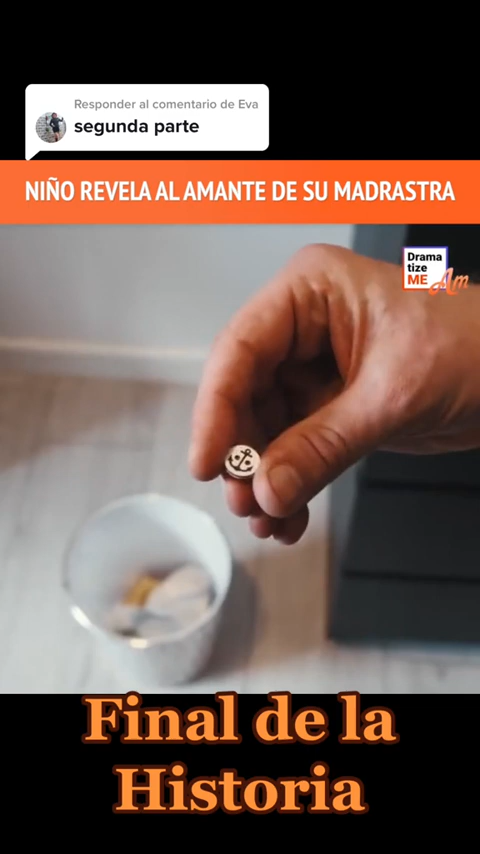 Responder al comentario de Eva
segunda parte
NIÑO REVELA AL AMANTE DE SU MADRASTRA
Drama
tize
ME
Am
Final de la
Historia